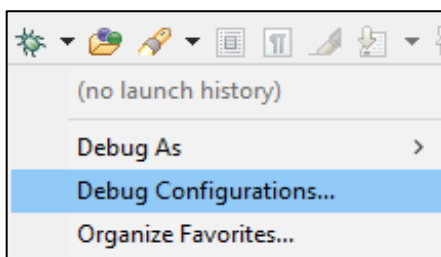 (no launch history)
Debug As
Debug Configurations...
Organize Favorites...